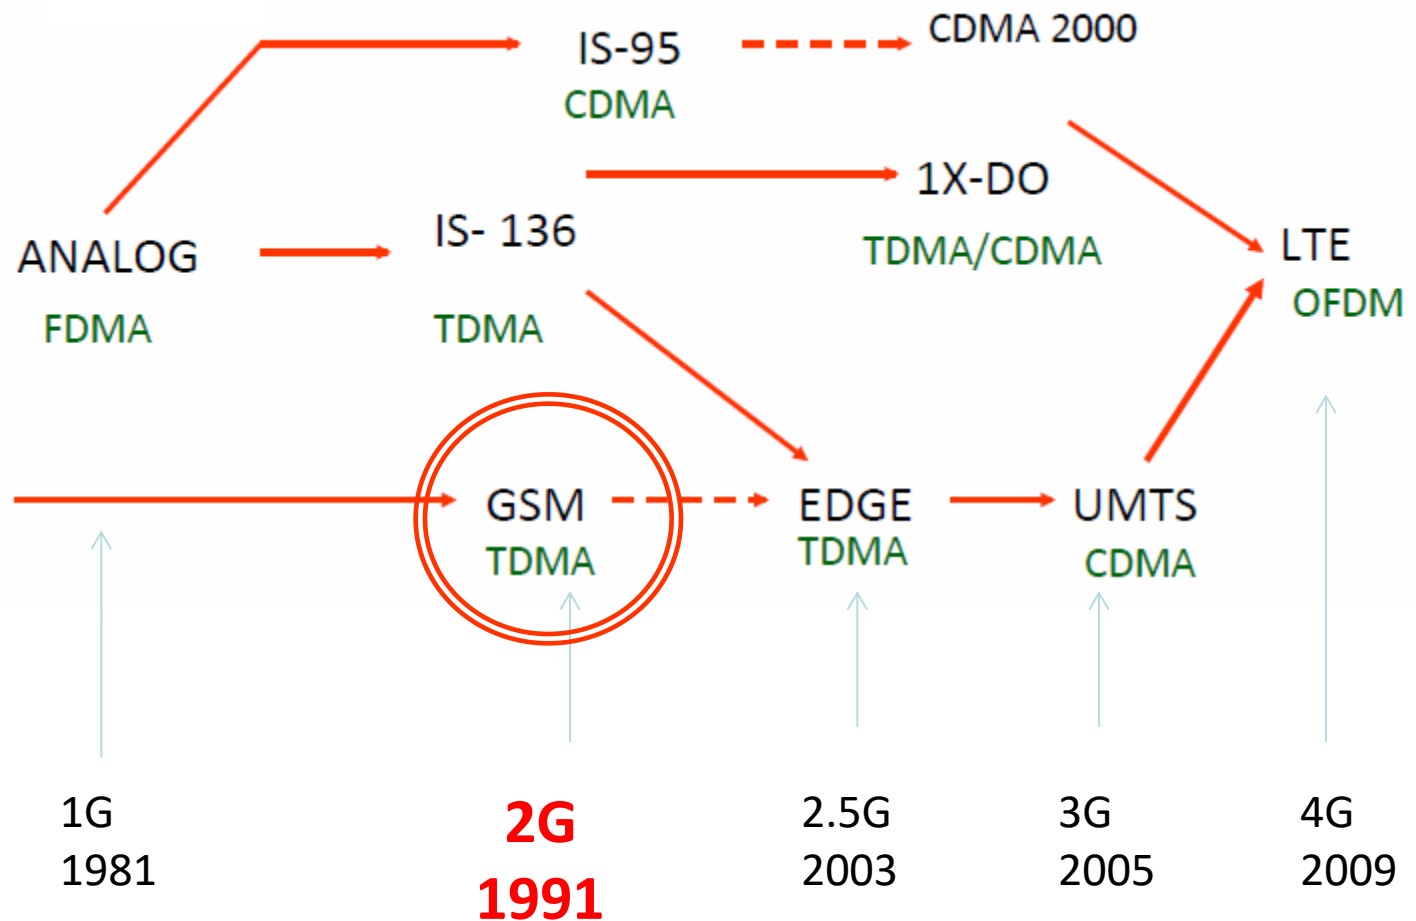 IS-95
CDMA
CDMA 2000
1X-DO
TDMA/CDMA
IS- 136
TDMA
ANALOG
FDMA
LTE
OFDM
GSM
TDMA
EDGE
TDMA
UMTS
CDMA
1G
1981
2G
1991
2.5G
2003
3G
2005
4G
2009